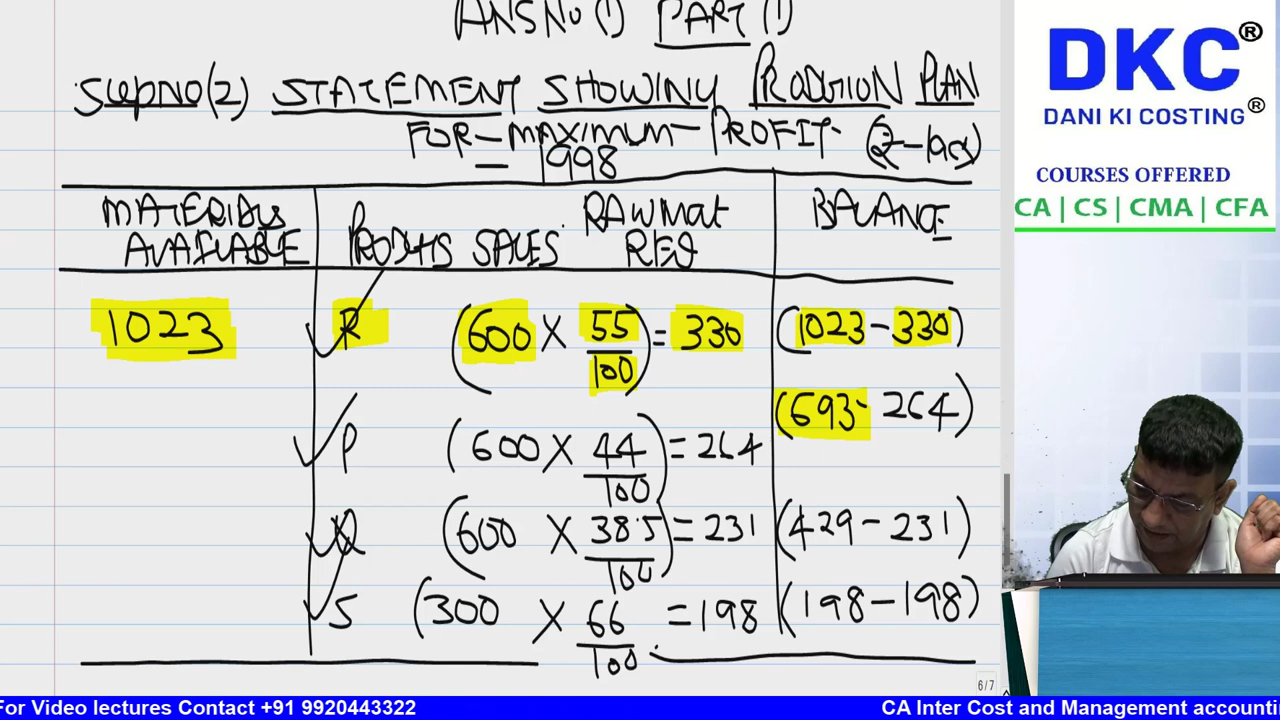 ANS NO (1) PART (1)
STEP NO (2) STATEMENT SHOWING PRODTION PLAN
FOR - MAXIMUM - PROFIT. (₹-lacs)
1998
MATERIALS AVAILABLE PRODTS SALES RAW Mat REQ BALANCE
1023 R (600 X 55/100) = 330 (1023 - 330)
P (600 X 44/100) = 264 (693 - 264)
Q (600 X 38.5/100) = 231 (429 - 231)
S (300 X 66/100 = 198 (198 - 198)
6/7
DKC®
DANI KI COSTING®
COURSES OFFERED
CA | CS | CMA | CFA
For Video lectures Contact +91 9920443322 CA Inter Cost and Management accounti